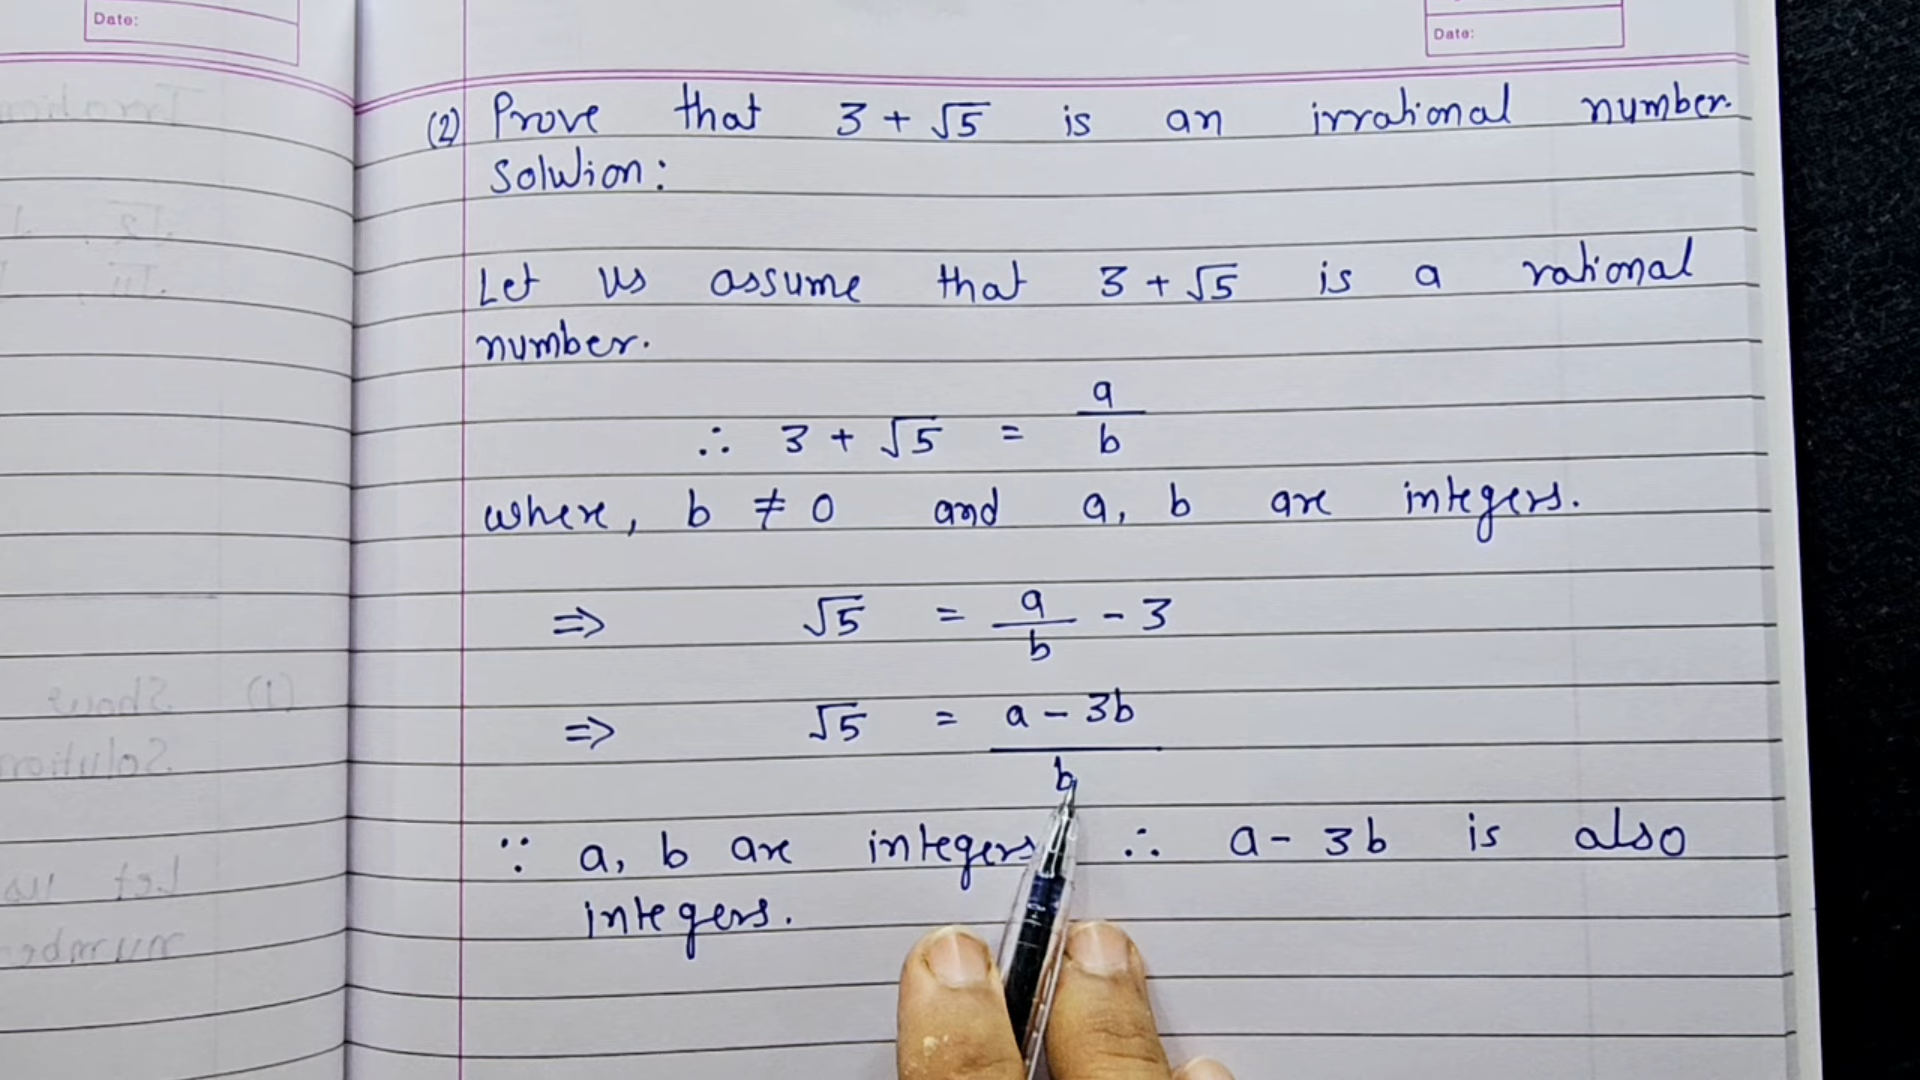 Date:
Date:
(2) Prove that 3 + √5 is an irrational number.
Solution:
Let us assume that 3 + √5 is a rational
number.
∴ 3 + √5 = a/b
where, b ≠ 0 and a, b are integers.
⇒ √5 = a/b - 3
⇒ √5 = a - 3b/b
∵ a, b are integers ∴ a - 3b is also
integers.